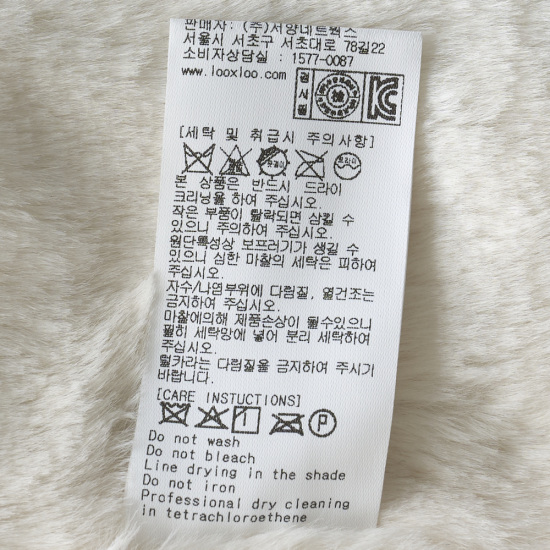 판매자: (주)서양네트웍스
서울시 서초구 서초대로 78길22
소비자상담실 : 1577-0087
www.looxloo.com
검사필
檢
KC
[세탁 및 취급시 주의사항]
드라이
본 상품은 반드시 드라이
크리닝을 하여 주십시오.
작은 부품이 탈락되면 삼킬 수
있으니 주의하여 주십시오.
원단특성상 보프러기가 생길 수
있으니 심한 마찰의 세탁은 피하여
주십시오.
자수/나염부위에 다림질, 열건조는
금지하여 주십시오.
마찰에의해 제품손상이 될수있으니
필히 세탁망에 넣어 분리 세탁하여
주십시오.
털카라는 다림질을 금지하여 주시기
바랍니다.
[CARE INSTUCTIONS]
P
Do not wash
Do not bleach
Line drying in the shade
Do not iron
Professional dry cleaning
in tetrachloroethene